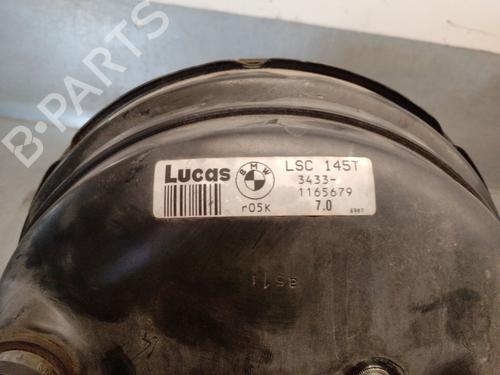 Lucas
BMW
LSC 145T
3433-
1165679
r05K
7.0
B-PARTS